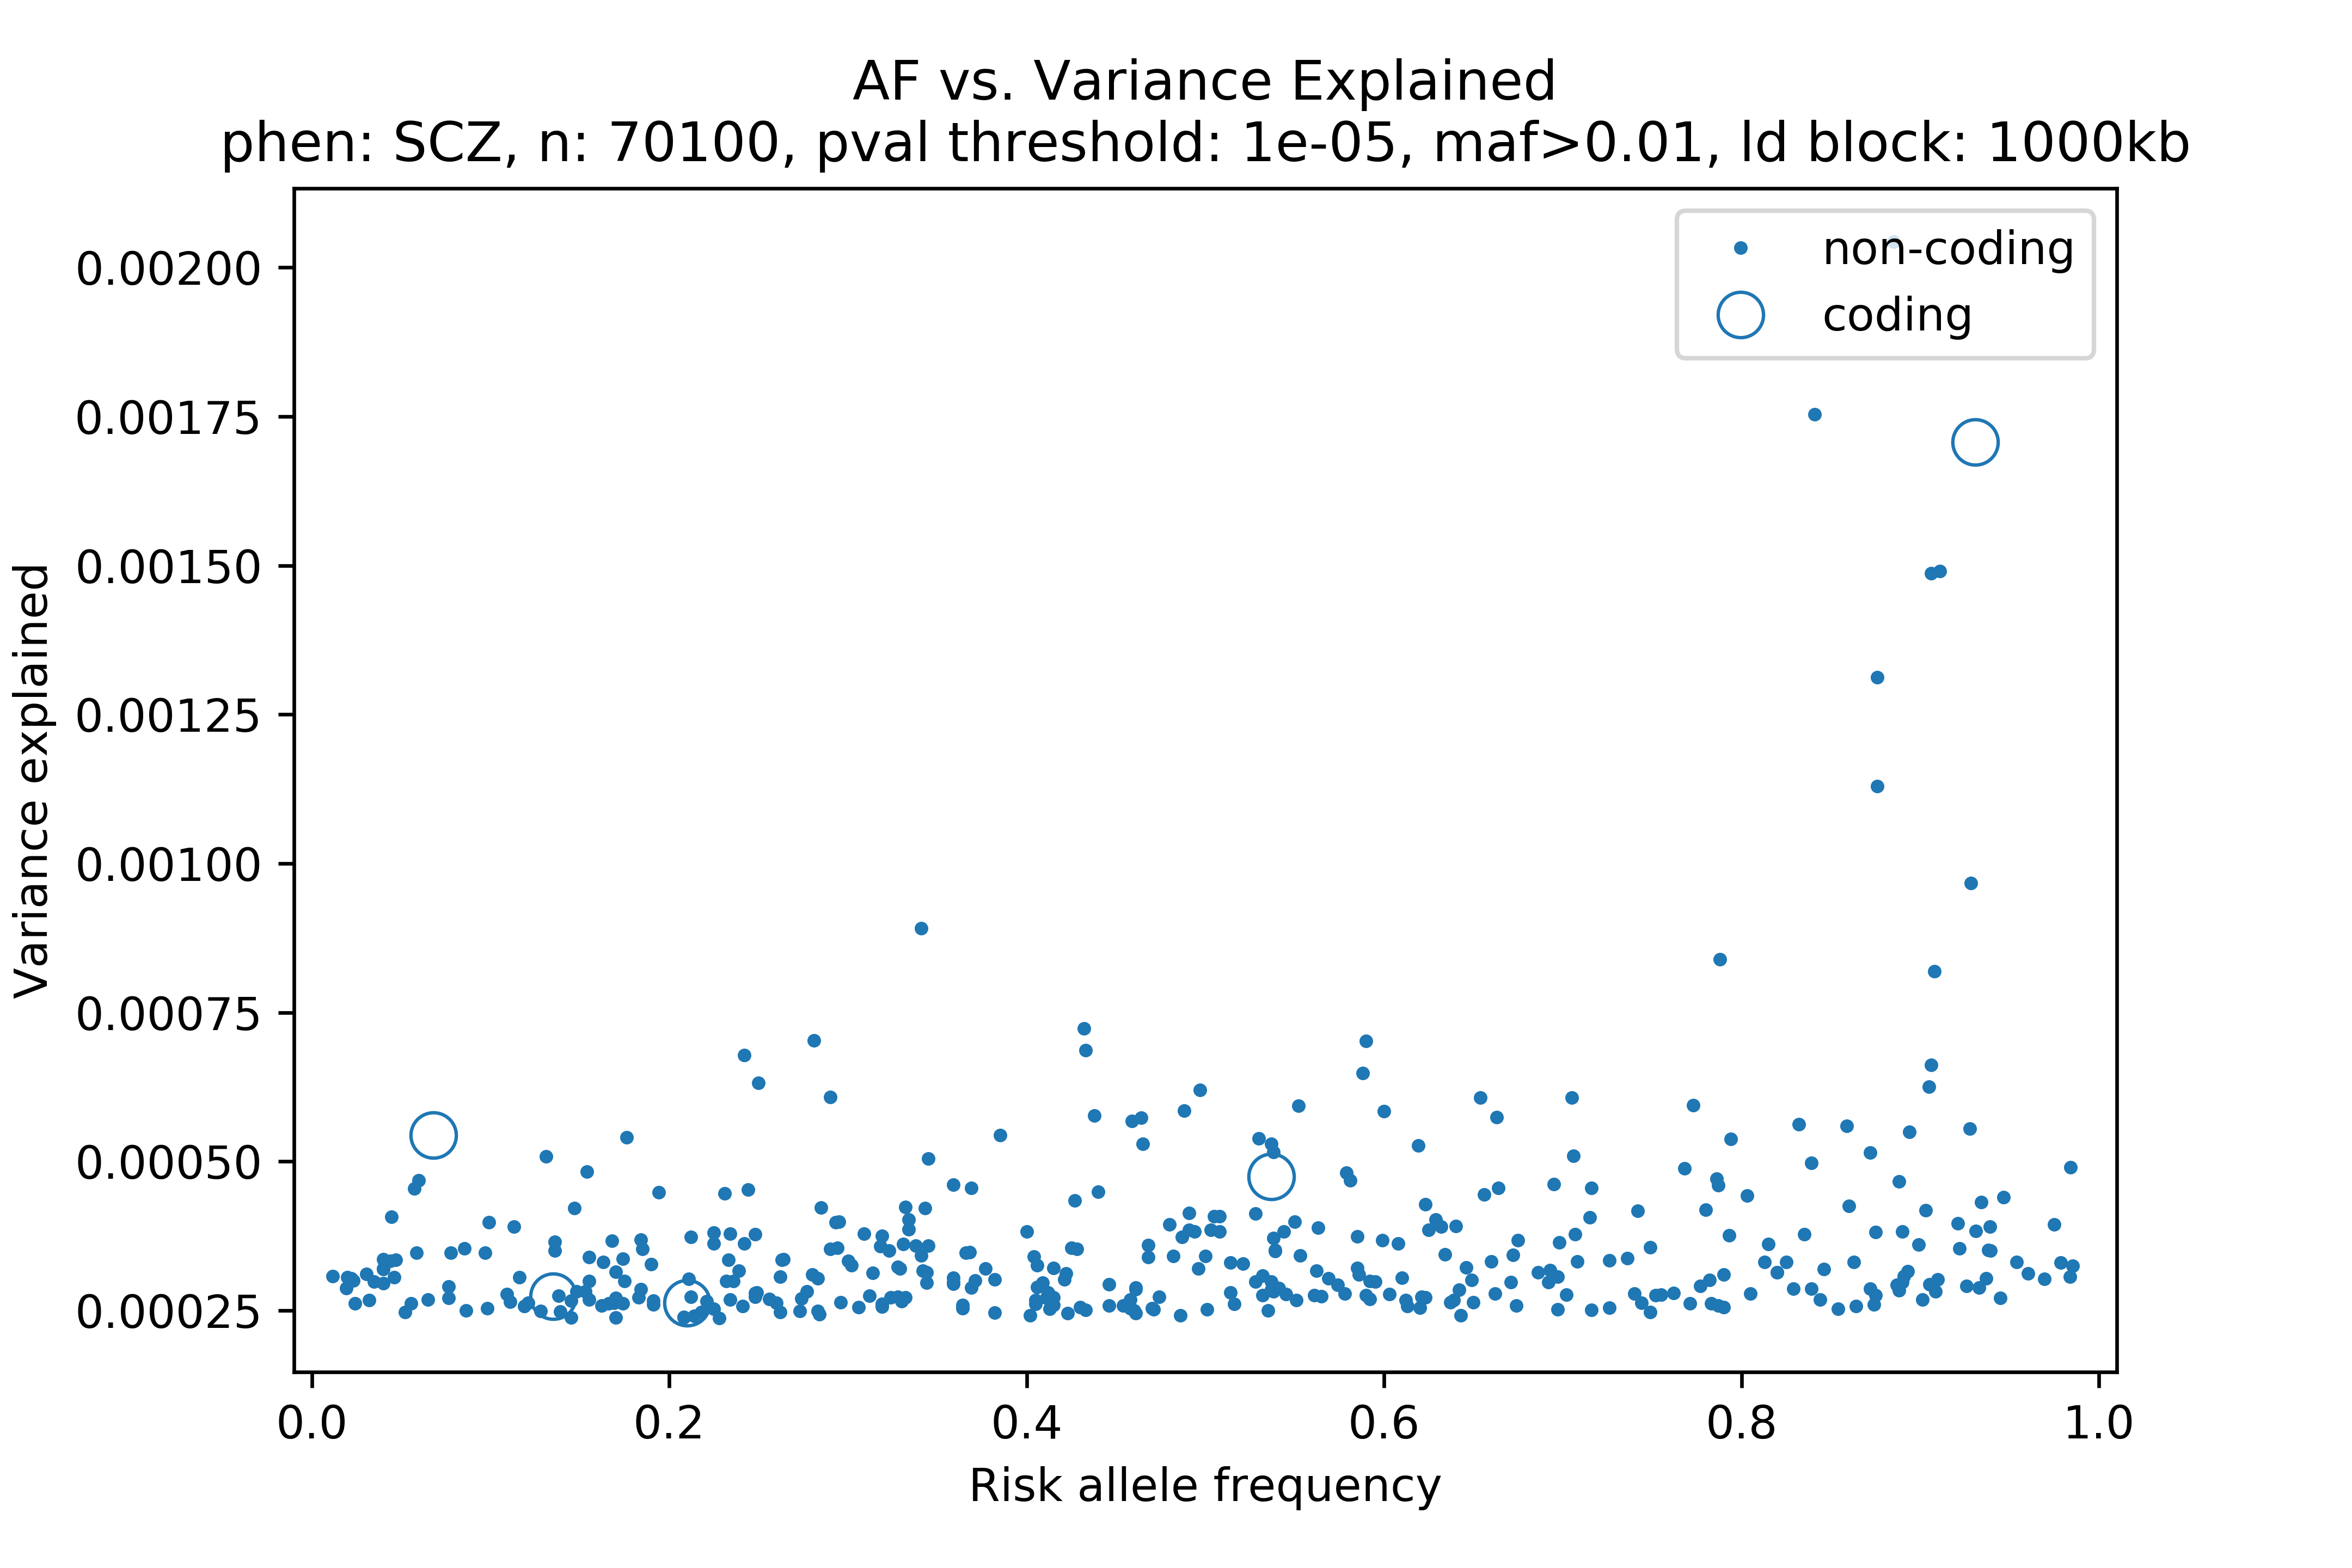 AF vs. Variance Explained
phen: SCZ, n: 70100, pval threshold: 1e-05, maf>0.01, ld block: 1000kb
non-coding
coding
0.00200
0.00175
0.00150
0.00125
0.00100
0.00075
0.00050
0.00025
Variance explained
0.0 0.2 0.4 0.6 0.8 1.0
Risk allele frequency